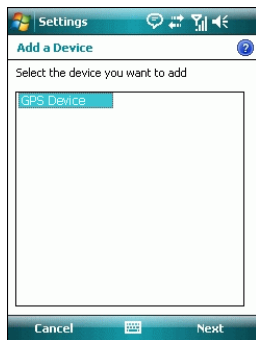 Settings
Add a Device
Select the device you want to add
GPS Device
Cancel Next